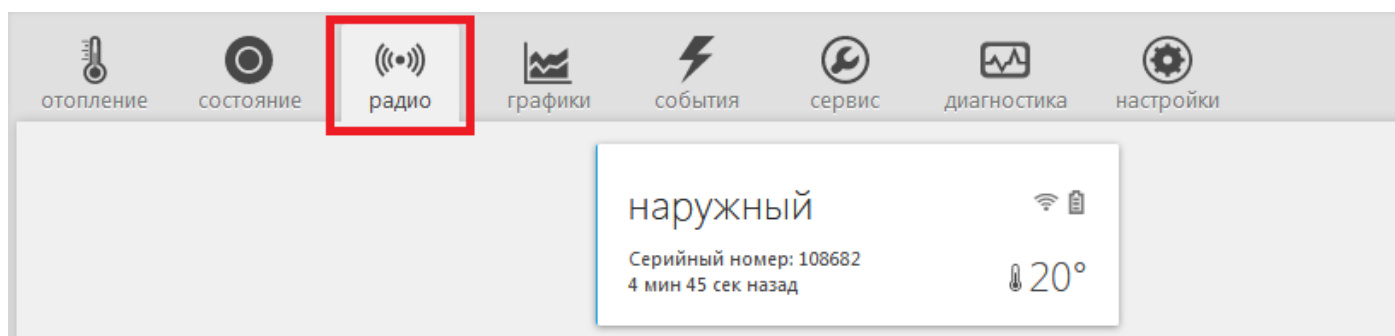 отопление состояние радио графики события сервис диагностика настройки
наружный
Серийный номер: 108682
4 мин 45 сек назад
20°